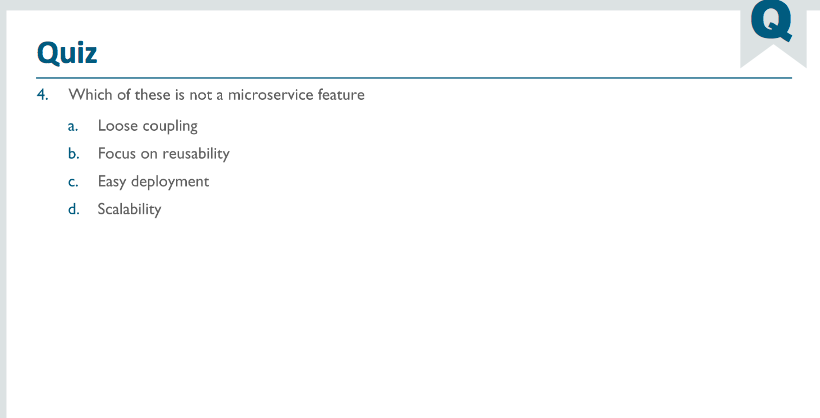 Q
Quiz
4. Which of these is not a microservice feature
a. Loose coupling
b. Focus on reusability
c. Easy deployment
d. Scalability